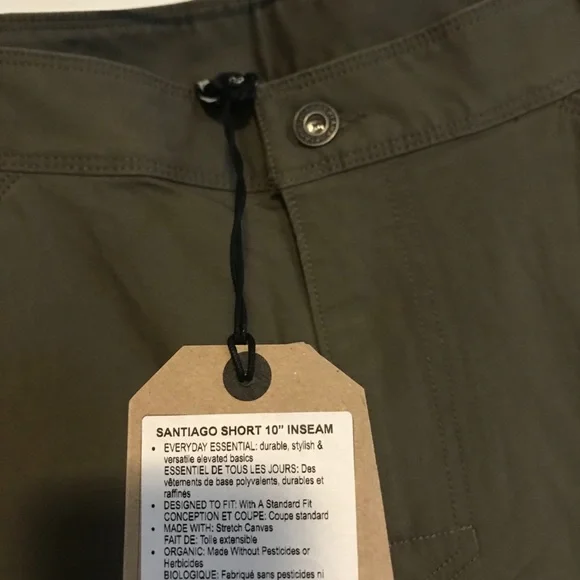 SANTIAGO SHORT 10" INSEAM
• EVERYDAY ESSENTIAL: durable, stylish &
versatile elevated basics
ESSENTIEL DE TOUS LES JOURS: Des
vêtements de base polyvalents, durables et
raffinés
• DESIGNED TO FIT: With A Standard Fit
CONCEPTION ET COUPE: Coupe standard
• MADE WITH: Stretch Canvas
FAIT DE: Toile extensible
• ORGANIC: Made Without Pesticides or
Herbicides
BIOLOGIQUE: Fabriqué sans pesticides ni